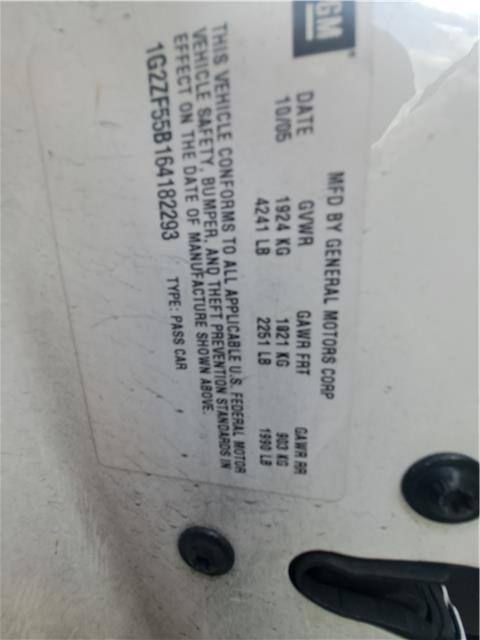 GM
MFD BY GENERAL MOTORS CORP
DATE GVWR GAWR FRT GAWR RR
10/05 1924 KG 1021 KG 903 KG
4241 LB 2251 LB 1990 LB
THIS VEHICLE CONFORMS TO ALL APPLICABLE U.S. FEDERAL MOTOR
VEHICLE SAFETY, BUMPER, AND THEFT PREVENTION STANDARDS IN
EFFECT ON THE DATE OF MANUFACTURE SHOWN ABOVE.
1G2ZF55B164182293 TYPE: PASS CAR